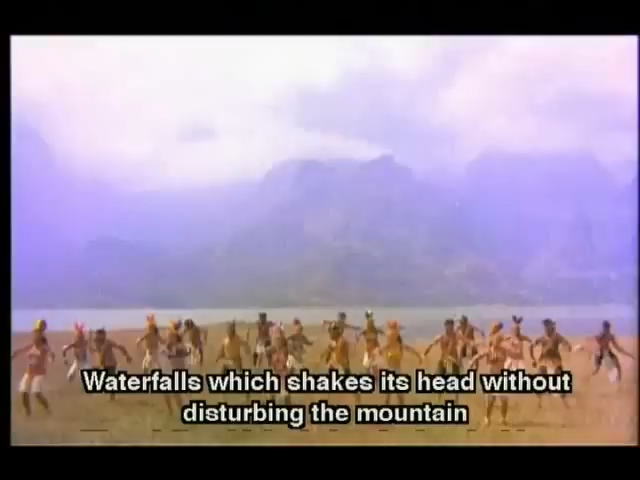 Waterfalls which shakes its head without
disturbing the mountain